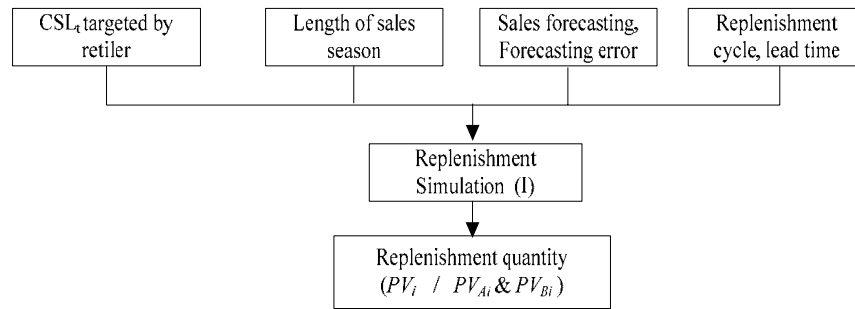 CSLt targeted by
retiler
Length of sales
season
Sales forecasting,
Forecasting error
Replenishment
cycle, lead time
Replenishment
Simulation (I)
Replenishment quantity
(PVi / PVAi & PVBi)